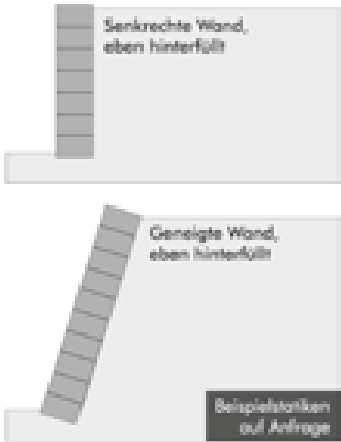 Senkrechte Wand,
eben hinterfüllt
Geneigte Wand,
eben hinterfüllt
Beispielstatiken
auf Anfrage